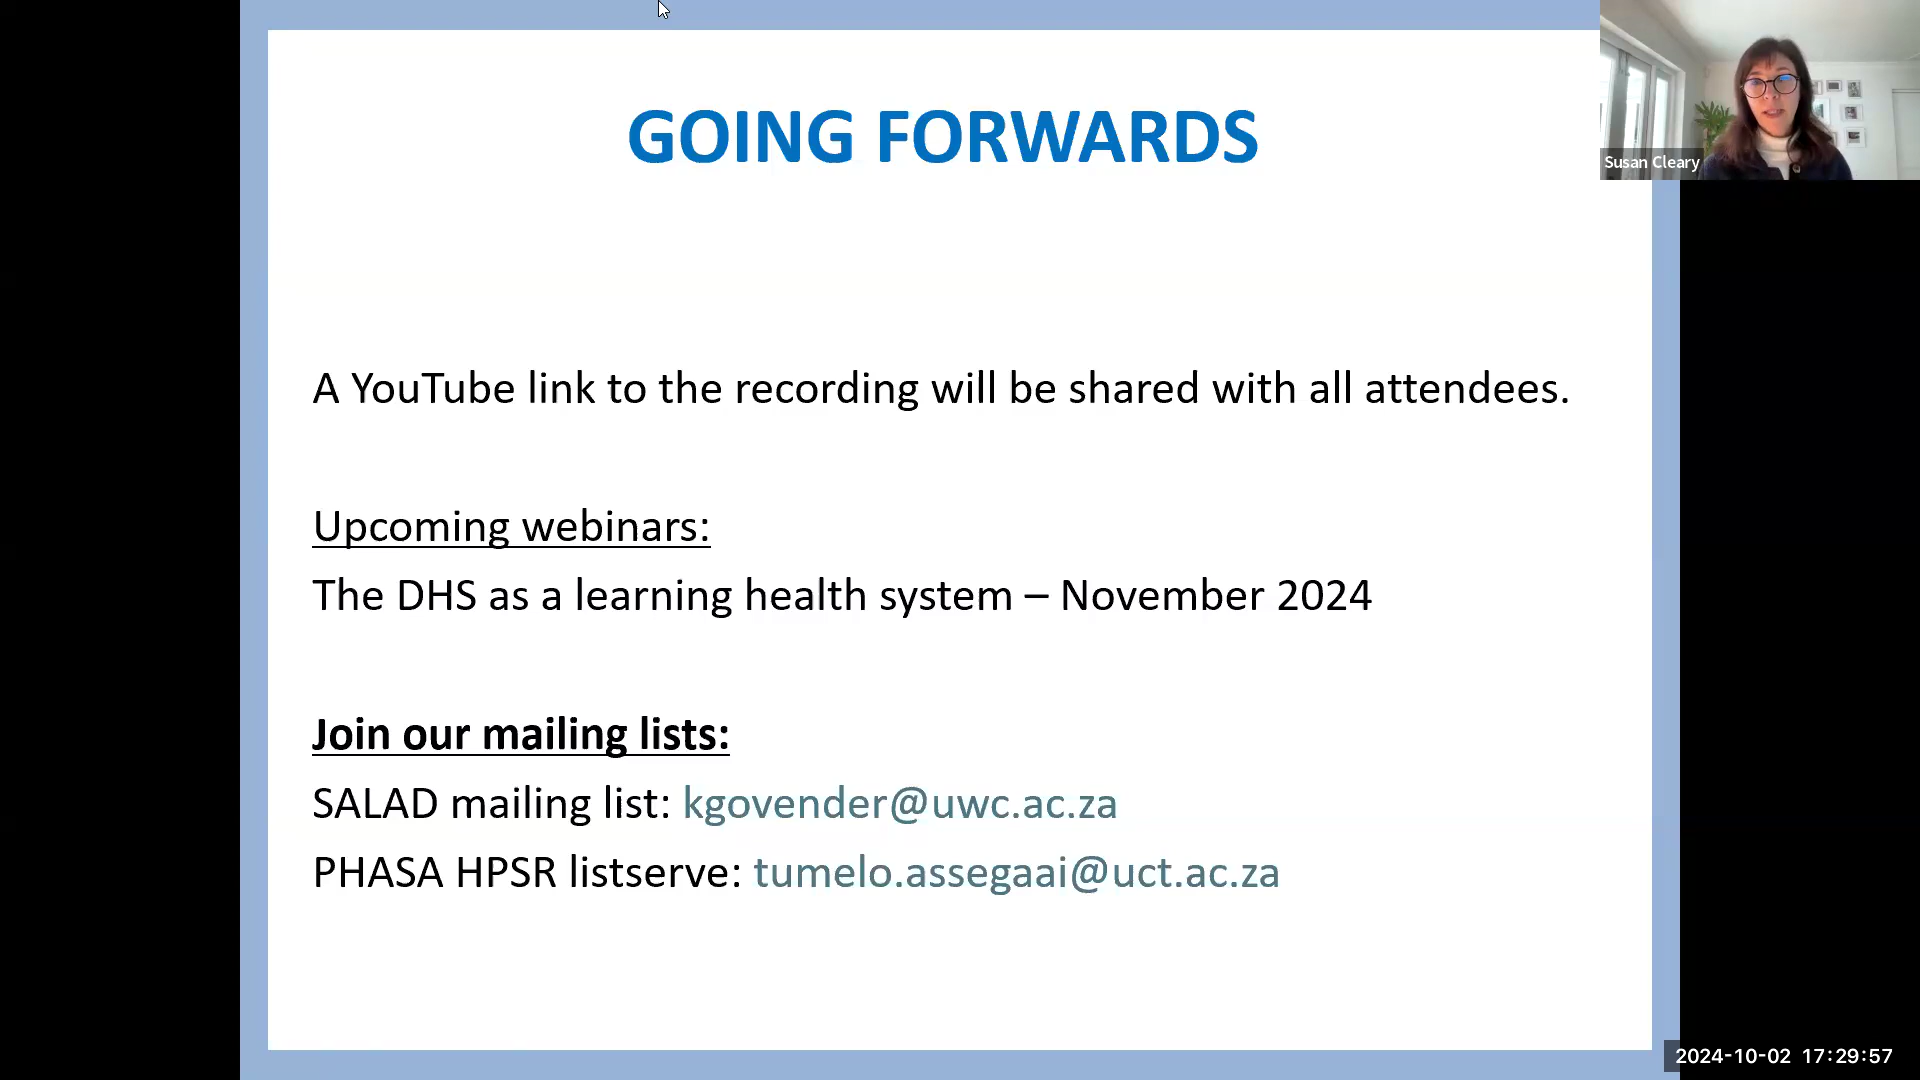 GOING FORWARDS
Susan Cleary
A YouTube link to the recording will be shared with all attendees.
Upcoming webinars:
The DHS as a learning health system – November 2024
Join our mailing lists:
SALAD mailing list: kgovender@uwc.ac.za
PHASA HPSR listserve: tumelo.assegaai@uct.ac.za
2024-10-02 17:29:57